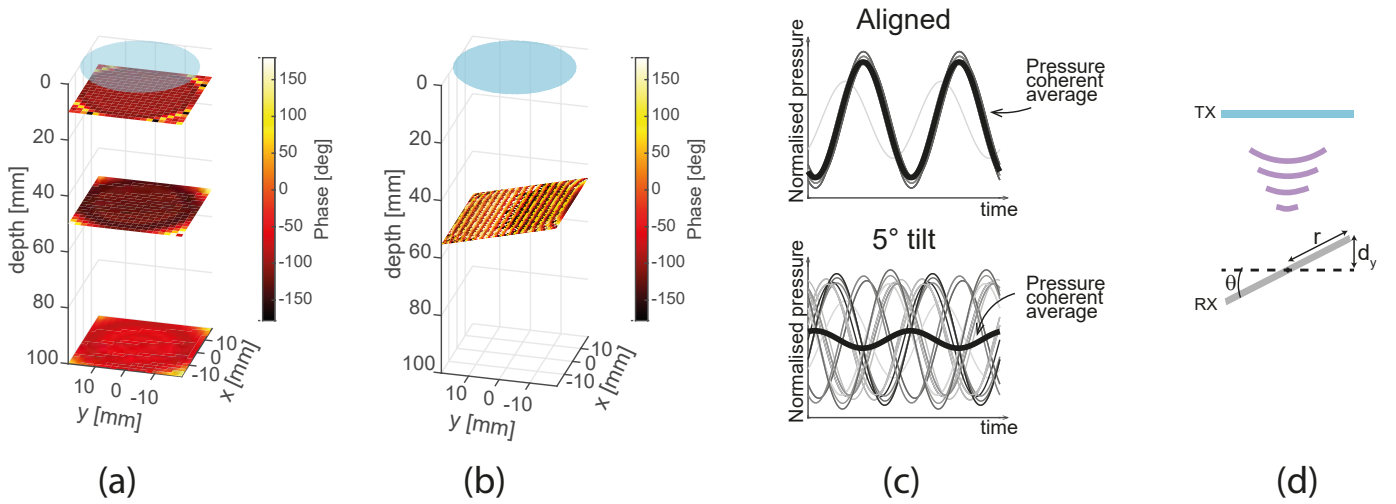 0
20
40
60
80
100
depth [mm]
10
0
-10
y [mm]
10
0
-10
x [mm]
150
100
50
0
-50
-100
-150
Phase [deg]
(a)
0
20
40
60
80
100
depth [mm]
10
0
-10
y [mm]
10
0
-10
x [mm]
150
100
50
0
-50
-100
-150
Phase [deg]
(b)
Aligned
Normalised pressure
time
Pressure
coherent
average
5° tilt
Normalised pressure
time
Pressure
coherent
average
(c)
TX
r
dy
θ
RX
(d)